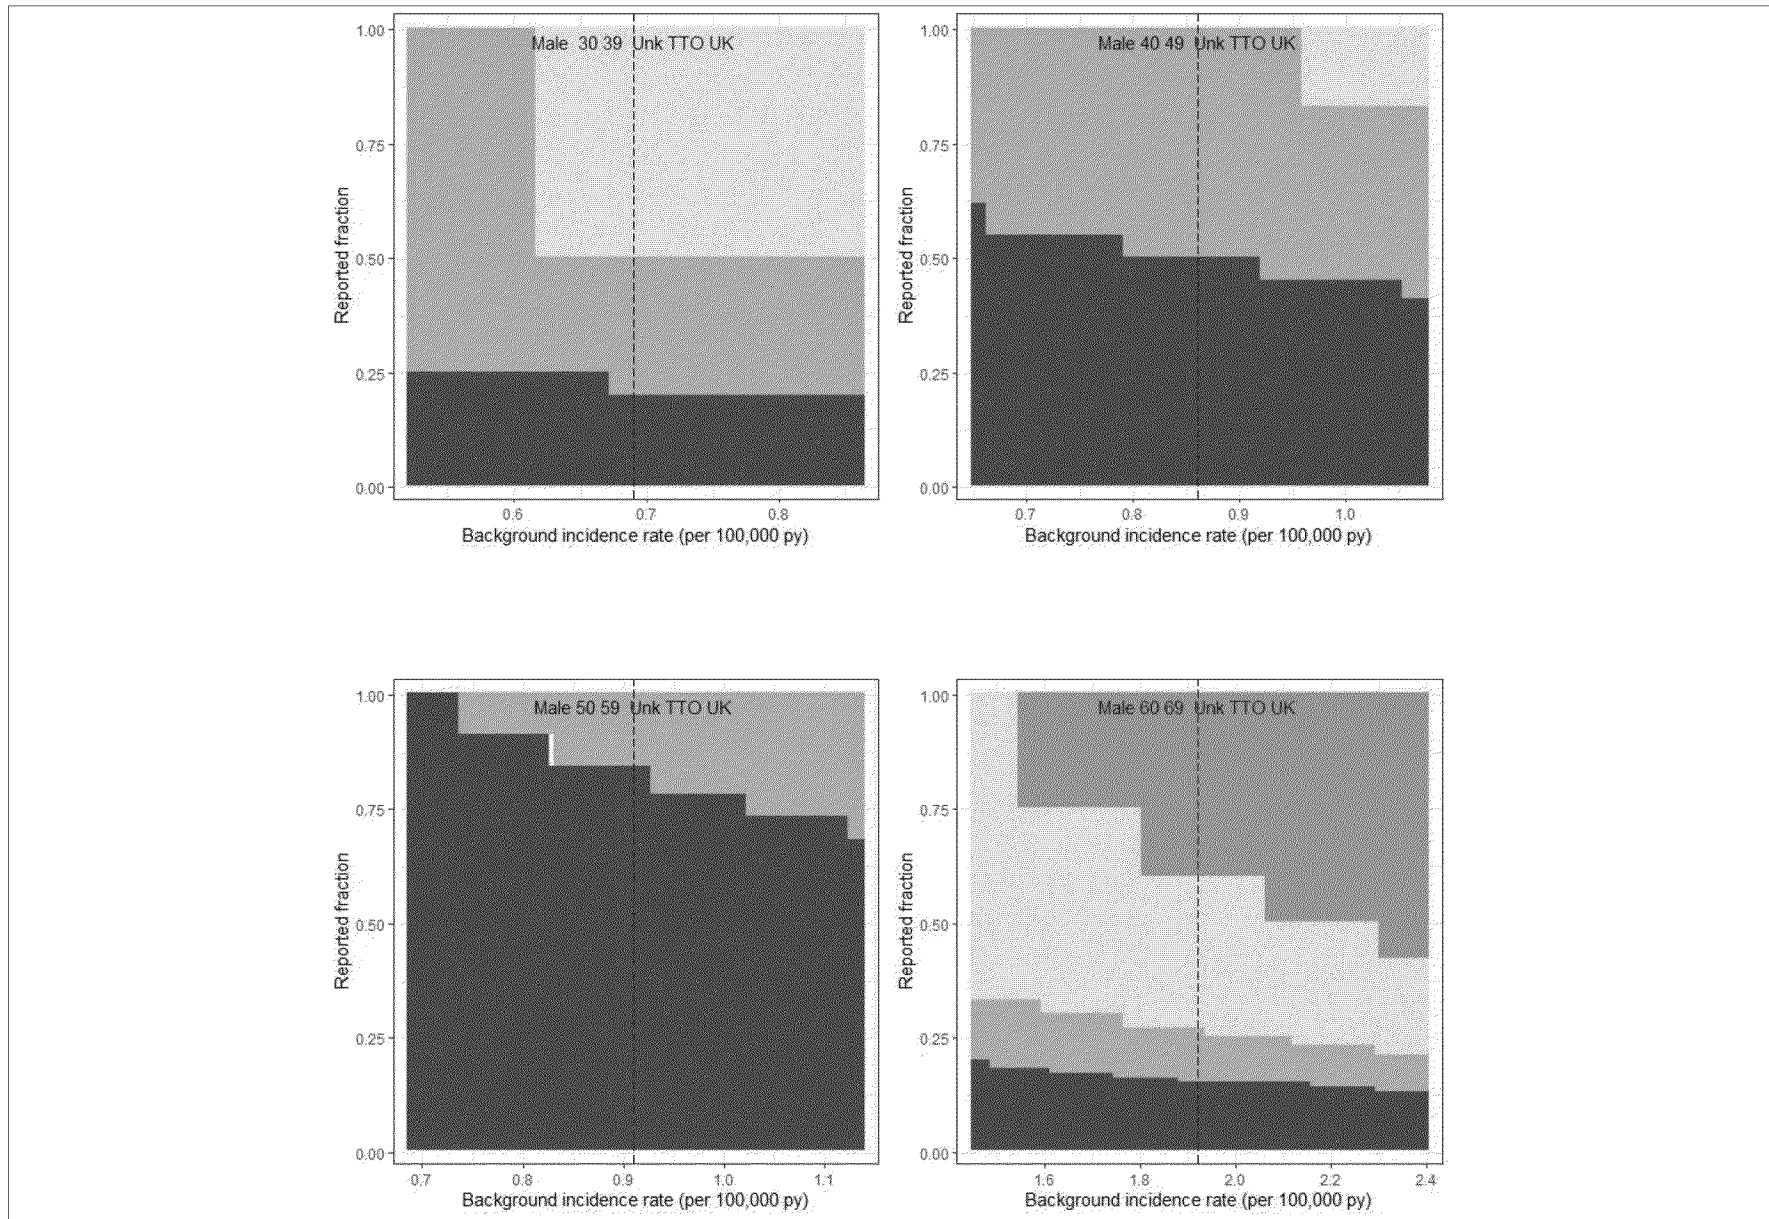 Male 30 39 Unk TTO UK
1.00
0.75
0.50
0.25
0.00
Reported fraction
0.6 0.7 0.8
Background incidence rate (per 100,000 py)
Male 40 49 Unk TTO UK
1.00
0.75
0.50
0.25
0.00
Reported fraction
0.7 0.8 0.9 1.0
Background incidence rate (per 100,000 py)
Male 50 59 Unk TTO UK
1.00
0.75
0.50
0.25
0.00
Reported fraction
0.7 0.8 0.9 1.0 1.1
Background incidence rate (per 100,000 py)
Male 60 69 Unk TTO UK
1.00
0.75
0.50
0.25
0.00
Reported fraction
1.6 1.8 2.0 2.2 2.4
Background incidence rate (per 100,000 py)